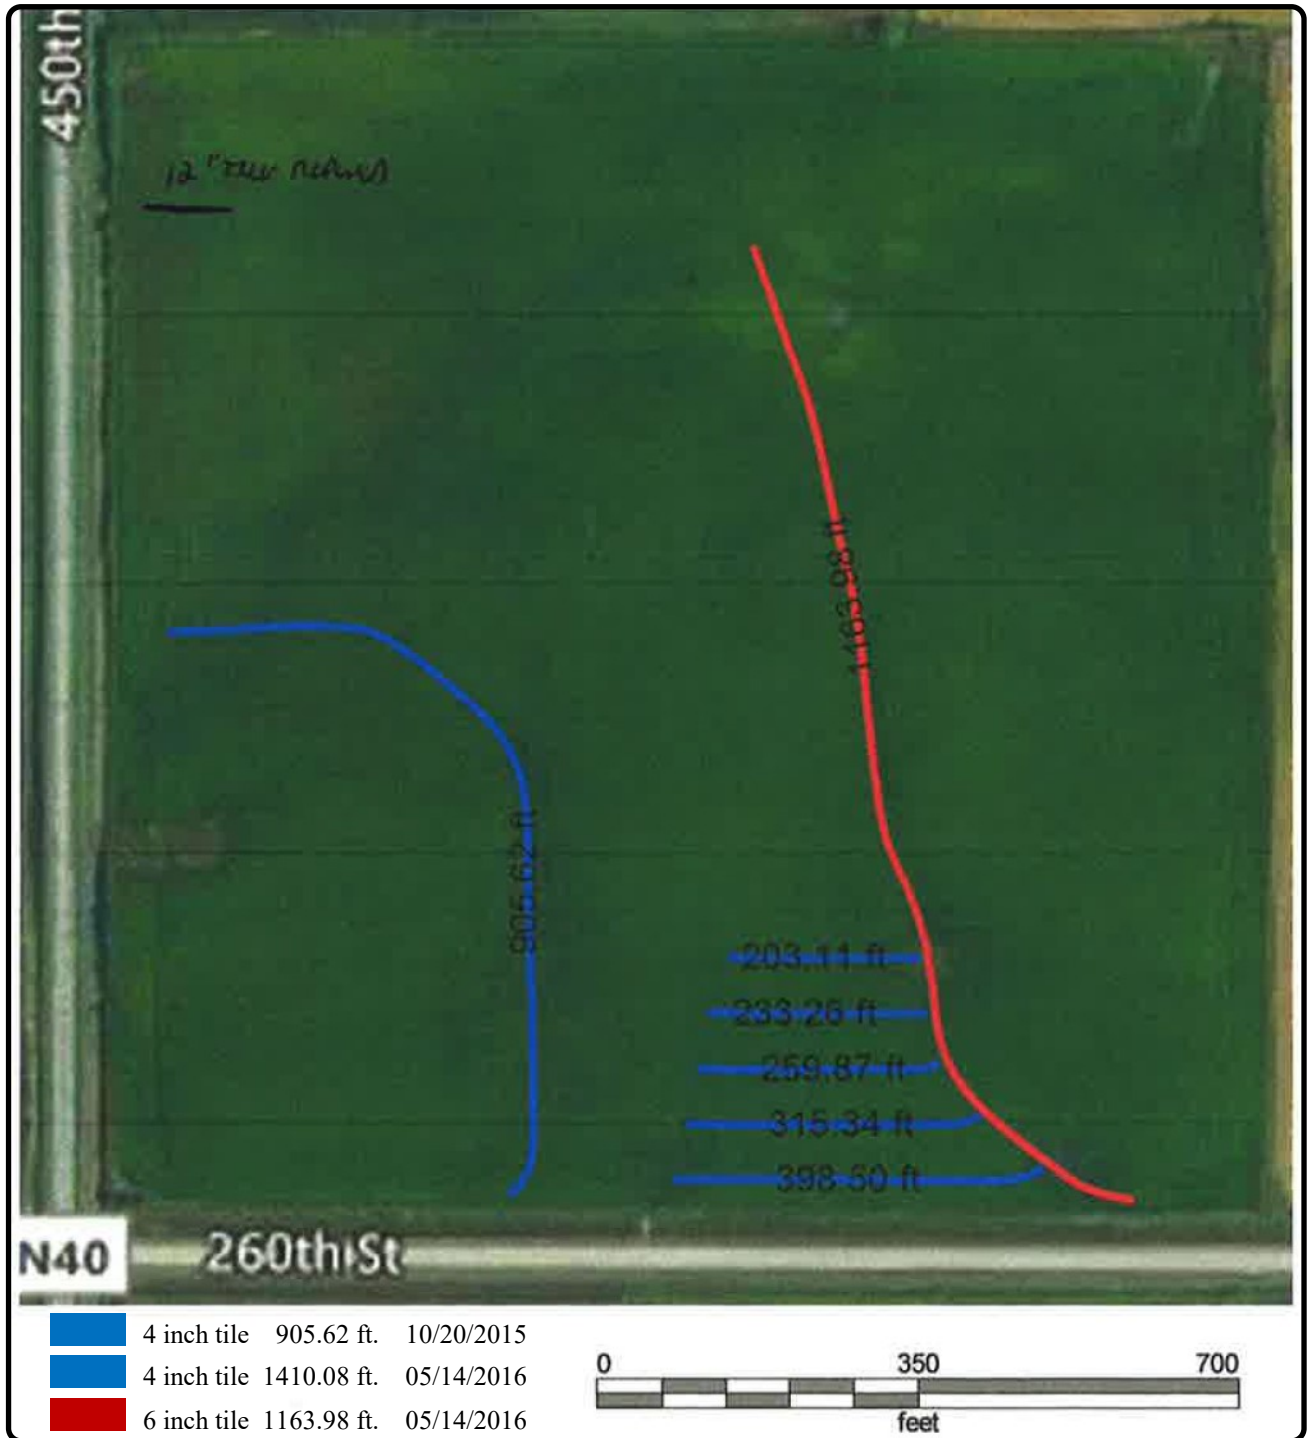 450th
12"
1163.98 ft
905.62 ft
203.11 ft
233.26 ft
259.87 ft
315.34 ft
398.50 ft
N40 260th St
4 inch tile 905.62 ft. 10/20/2015
4 inch tile 1410.08 ft. 05/14/2016
6 inch tile 1163.98 ft. 05/14/2016
0 350 700
feet